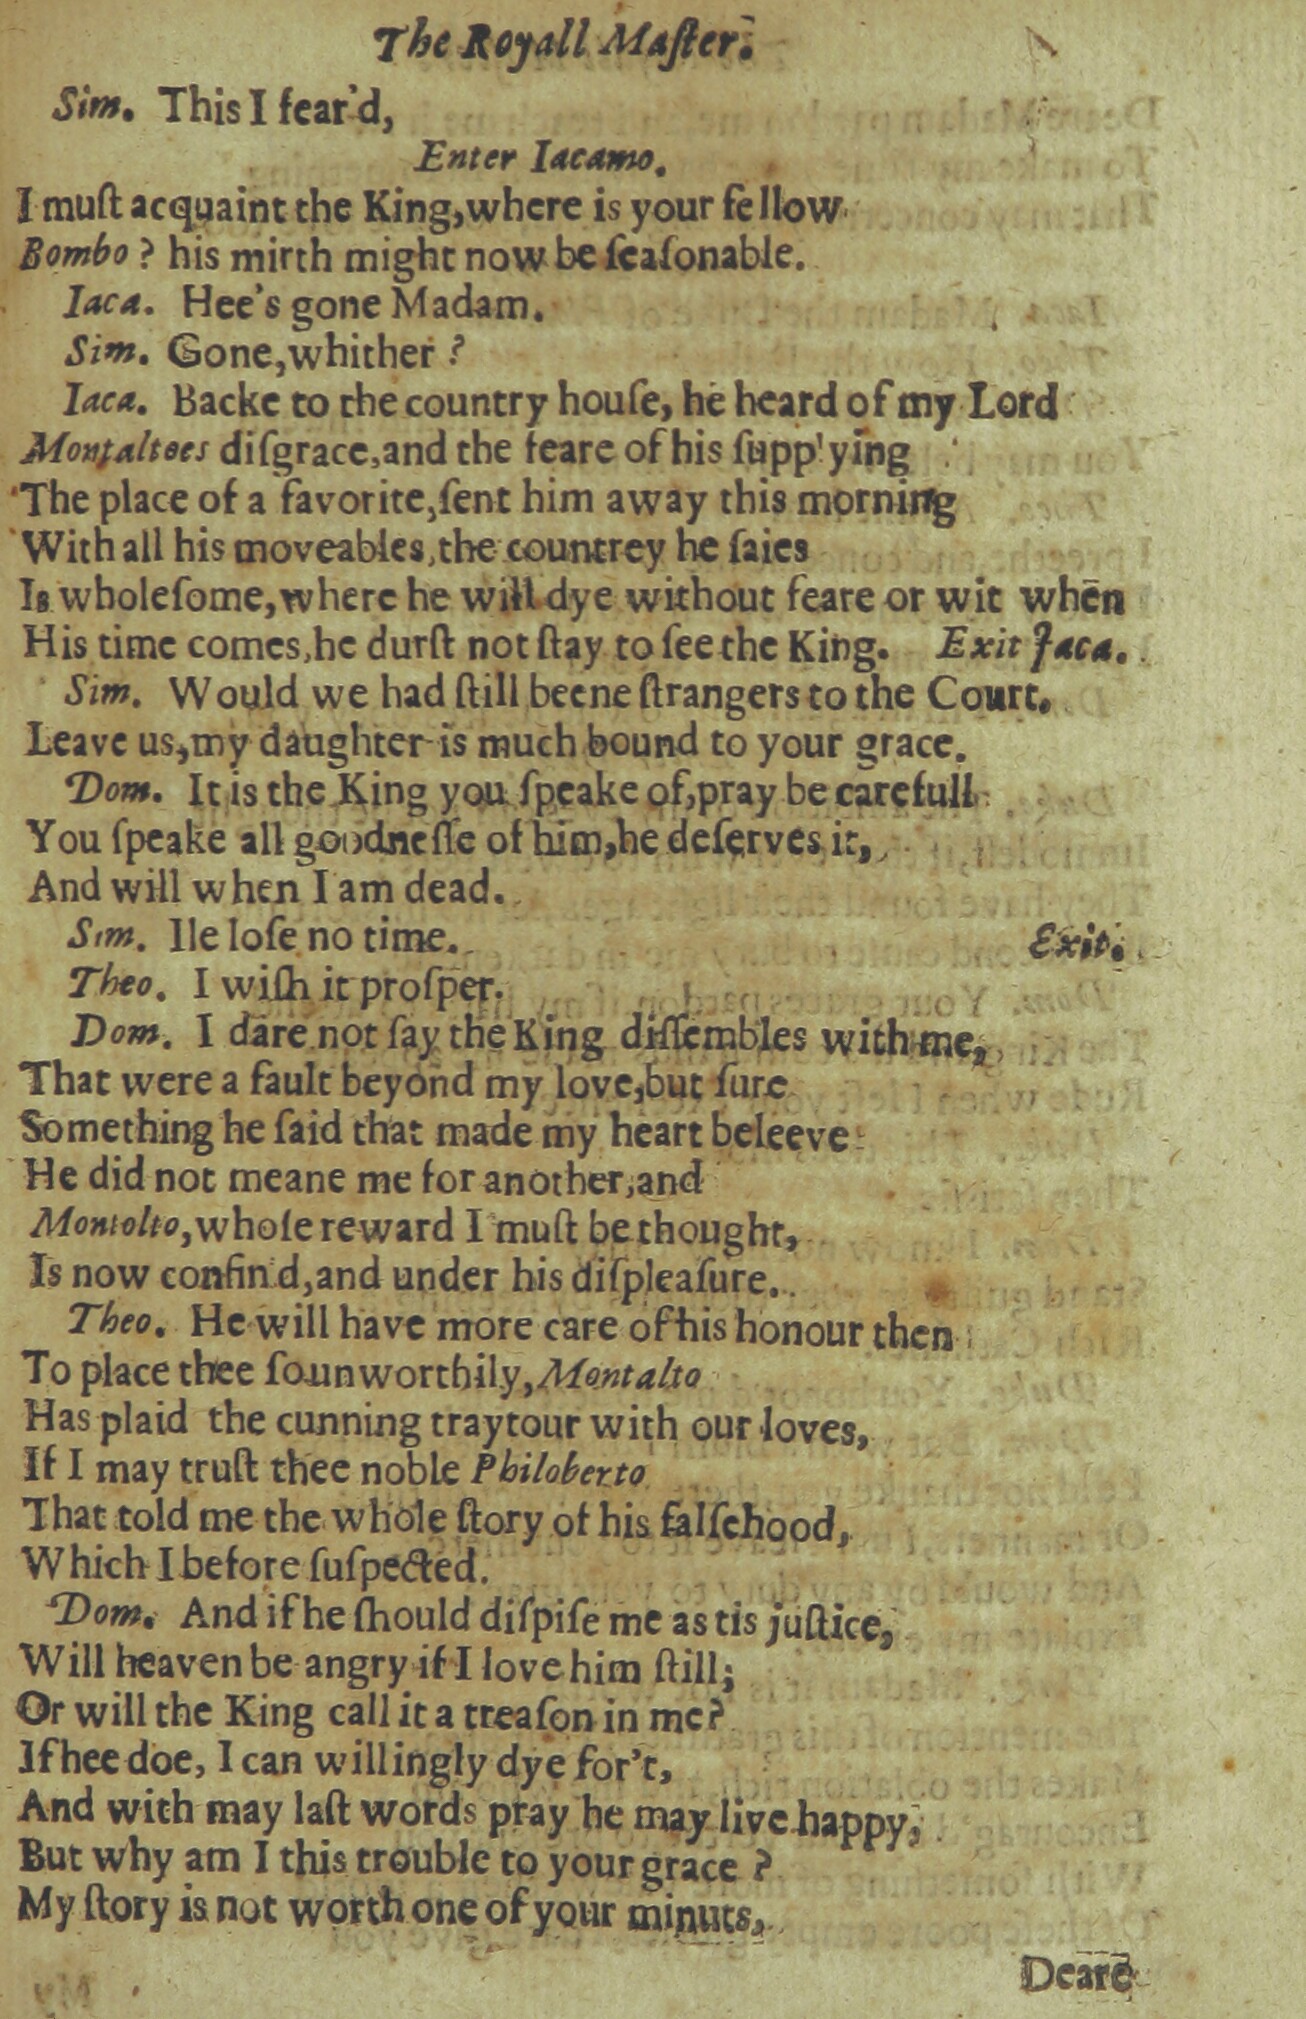 The Royall Maſter.
Sim. This I fear'd,
Enter Iacamo.
I muſt acquaint the King, where is your fellow
Bombo? his mirth might now be ſeaſonable.
Iaca. Hee's gone Madam.
Sim. Gone, whither?
Iaca. Backe to the country houſe, he heard of my Lord
Montaltoes diſgrace, and the feare of his ſupplying
The place of a favorite, ſent him away this morning
With all his moveables, the countrey he ſaies
Is wholeſome, where he will dye without feare or wit when
His time comes, he durſt not ſtay to ſee the King. Exit Jaca.
Sim. Would we had ſtill beene ſtrangers to the Court.
Leave us, my daughter is much bound to your grace.
Dom. It is the King you ſpeake of, pray be carefull
You ſpeake all goodneſſe of him, he deſerves it,
And will when I am dead.
Sim. Ile loſe no time. Exit.
Theo. I wiſh it proſper.
Dom. I dare not ſay the King diſſembles with me,
That were a fault beyond my love, but ſure
Something he ſaid that made my heart beleeve
He did not meane me for another, and
Montolto, whoſe reward I muſt be thought,
Is now confin'd, and under his diſpleaſure.
Theo. He will have more care of his honour then
To place thee ſo unworthily, Montalto
Has plaid the cunning traytour with our loves,
If I may truſt thee noble Philoberto
That told me the whole ſtory of his falſehood,
Which I before ſuſpected.
Dom. And if he ſhould diſpiſe me as tis juſtice,
Will heaven be angry if I love him ſtill;
Or will the King call it a treaſon in me?
If hee doe, I can willingly dye for't,
And with may laſt words pray he may live happy,
But why am I this trouble to your grace?
My ſtory is not worth one of your minuts,
Deare